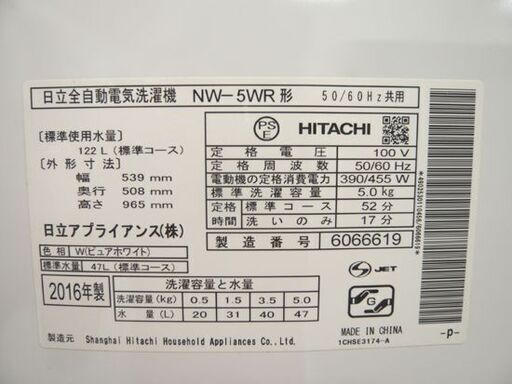 日立全自動電気洗濯機 NW-5WR 形 50/60Hz共用
〔標準使用水量〕
122 L (標準コース)
〔外 形 寸 法〕
幅 539 mm
奥行 508 mm
高さ 965 mm
日立アプライアンス(株)
色 相 W(ピュアホワイト)
標準水量 47L (標準コース)
PS
E
HITACHI
定格電圧 100 V
定格周波数 50/60 Hz
電動機の定格消費電力 390/455 W
標準洗濯容量 5.0kg
定格時間 標準コース 52分
洗いのみ 17分
製造番号 6066619
2016年製
洗濯容量と水量
洗濯容量(kg) 0.5 1.5 3.5 5.0
水 量(L) 20 31 40 47
S JET
G
MADE IN CHINA
1CHSE3174-A
-p-
製造元 Shanghai Hitachi Household Appliances Co., Ltd.